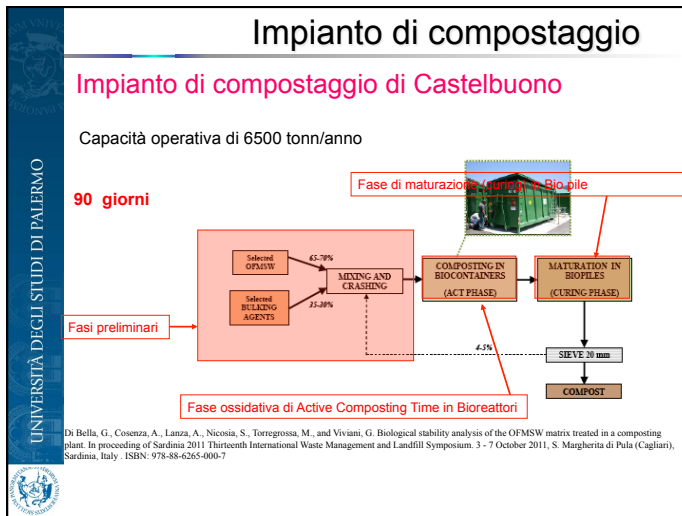 Impianto di compostaggio
Impianto di compostaggio di Castelbuono
Capacità operativa di 6500 tonn/anno
90 giorni
Fase di maturazione (curing) in Bio pile
Selected
OFMSW
65-70%
MIXING AND
CRASHING
Selected
BULKING
AGENTS
35-30%
COMPOSTING IN
BIOCONTAINERS
(ACT PHASE)
MATURATION IN
BIOPILES
(CURING PHASE)
Fasi preliminari
4-5%
SIEVE 20 mm
COMPOST
Fase ossidativa di Active Composting Time in Bioreattori
Di Bella, G., Cosenza, A., Lanza, A., Nicosia, S., Torregrossa, M., and Viviani, G. Biological stability analysis of the OFMSW matrix treated in a composting
plant. In proceeding of Sardinia 2011 Thirteenth International Waste Management and Landfill Symposium. 3 - 7 October 2011, S. Margherita di Pula (Cagliari),
Sardinia, Italy . ISBN: 978-88-6265-000-7
UNIVERSITÀ DEGLI STUDI DI PALERMO